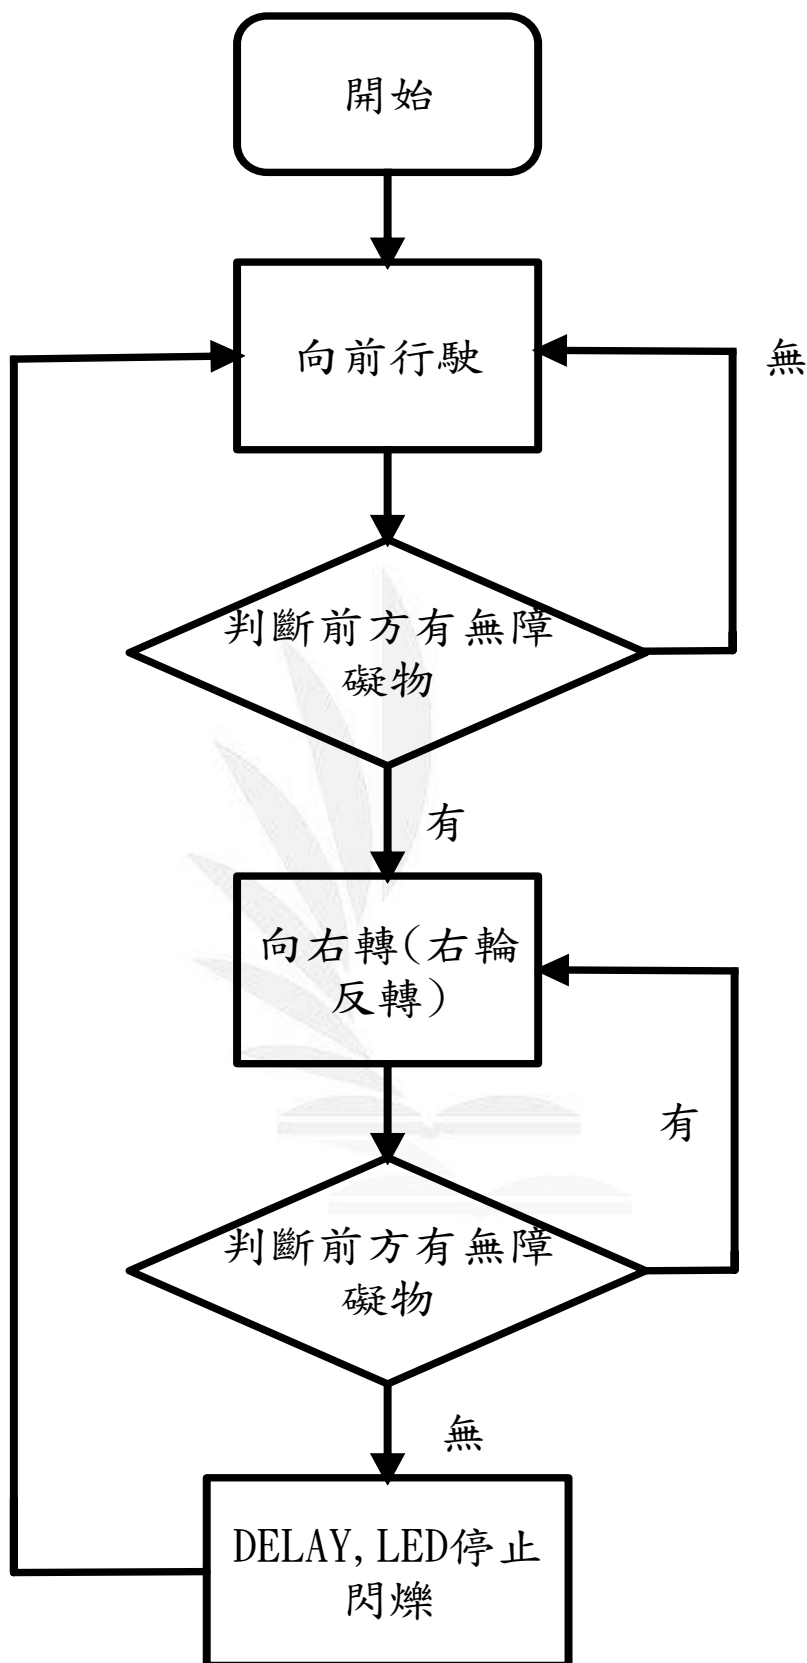 開始
向前行駛
無
判斷前方有無障
礙物
有
向右轉(右輪
反轉)
有
判斷前方有無障
礙物
無
DELAY, LED停止
閃爍